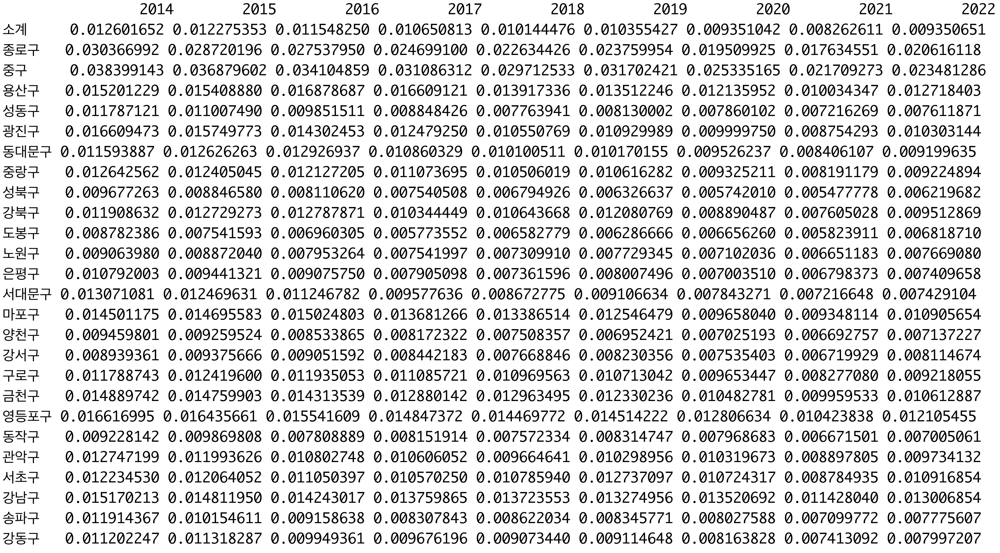 2014 2015 2016 2017 2018 2019 2020 2021 2022
소계 0.012601652 0.012275353 0.011548250 0.010650813 0.010144476 0.010355427 0.009351042 0.008262611 0.009350651
종로구 0.030366992 0.028720196 0.027537950 0.024699100 0.022634426 0.023759954 0.019509925 0.017634551 0.020616118
중구 0.038399143 0.036879602 0.034104859 0.031086312 0.029712533 0.031702421 0.025335165 0.021709273 0.023481286
용산구 0.015201229 0.015408880 0.016878687 0.016609121 0.013917336 0.013512246 0.012135952 0.010034347 0.012718403
성동구 0.011787121 0.011007490 0.009851511 0.008848426 0.007763941 0.008130002 0.007860102 0.007216269 0.007611871
광진구 0.016609473 0.015749773 0.014302453 0.012479250 0.010550769 0.010929989 0.009999750 0.008754293 0.010303144
동대문구 0.011593887 0.012626263 0.012926937 0.010860329 0.010100511 0.010170155 0.009526237 0.008406107 0.009199635
중랑구 0.012642562 0.012405045 0.012127205 0.011073695 0.010506019 0.010616282 0.009325211 0.008191179 0.009224894
성북구 0.009677263 0.008846580 0.008110620 0.007540508 0.006794926 0.006326637 0.005742010 0.005477778 0.006219682
강북구 0.011908632 0.012729273 0.012787871 0.010344449 0.010643668 0.012080769 0.008890487 0.007605028 0.009512869
도봉구 0.008782386 0.007541593 0.006960305 0.005773552 0.006582779 0.006286666 0.006656260 0.005823911 0.006818710
노원구 0.009063980 0.008872040 0.007953264 0.007541997 0.007309910 0.007729345 0.007102036 0.006651183 0.007669080
은평구 0.010792003 0.009441321 0.009075750 0.007905098 0.007361596 0.008007496 0.007003510 0.006798373 0.007409658
서대문구 0.013071081 0.012469631 0.011246782 0.009577636 0.008672775 0.009106634 0.007843271 0.007216648 0.007429104
마포구 0.014501175 0.014695583 0.015024803 0.013681266 0.013386514 0.012546479 0.009658040 0.009348114 0.010905654
양천구 0.009459801 0.009259524 0.008533865 0.008172322 0.007508357 0.006952421 0.007025193 0.006692757 0.007137227
강서구 0.008939361 0.009375666 0.009051592 0.008442183 0.007668846 0.008230356 0.007535403 0.006719929 0.008114674
구로구 0.011788743 0.012419600 0.011935053 0.011085721 0.010969563 0.010713042 0.009653447 0.008277080 0.009218055
금천구 0.014889742 0.014759903 0.014313539 0.012880142 0.012963495 0.012330236 0.010482781 0.009959533 0.010612887
영등포구 0.016616995 0.016435661 0.015541609 0.014847372 0.014469772 0.014514222 0.012806634 0.010423838 0.012105455
동작구 0.009228142 0.009869808 0.007808889 0.008151914 0.007572334 0.008314747 0.007968683 0.006671501 0.007005061
관악구 0.012747199 0.011993626 0.010802748 0.010606052 0.009664641 0.010298956 0.010319673 0.008897805 0.009734132
서초구 0.012234530 0.012064052 0.011050397 0.010570250 0.010785940 0.012737097 0.010724317 0.008784935 0.010916854
강남구 0.015170213 0.014811950 0.014243017 0.013759865 0.013723553 0.013274956 0.013520692 0.011428040 0.013006854
송파구 0.011914367 0.010154611 0.009158638 0.008307843 0.008622034 0.008345771 0.008027588 0.007099772 0.007775607
강동구 0.011202247 0.011318287 0.009949361 0.009676196 0.009073440 0.009114648 0.008163828 0.007413092 0.007997207